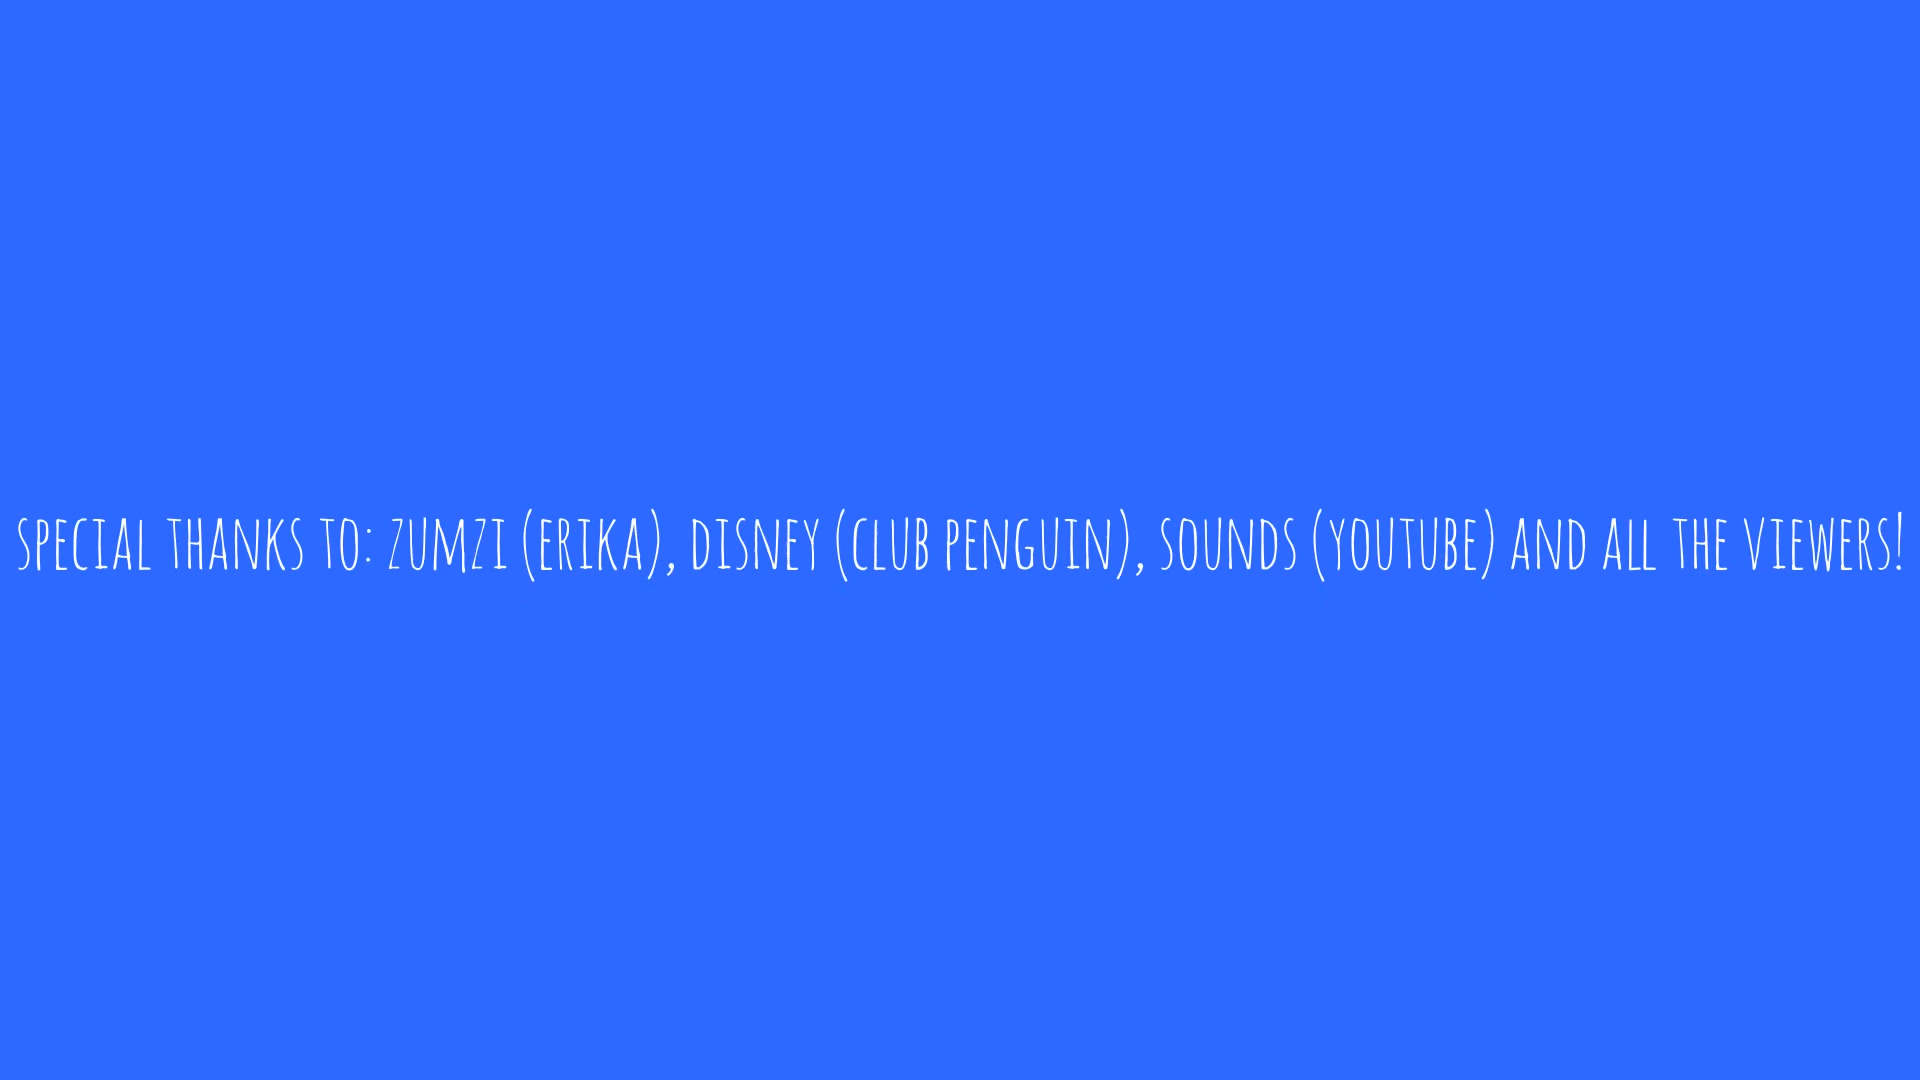 SPECIAL THANKS TO: ZUMZI (ERIKA), DISNEY (CLUB PENGUIN), SOUNDS (YOUTUBE) AND ALL THE VIEWERS!